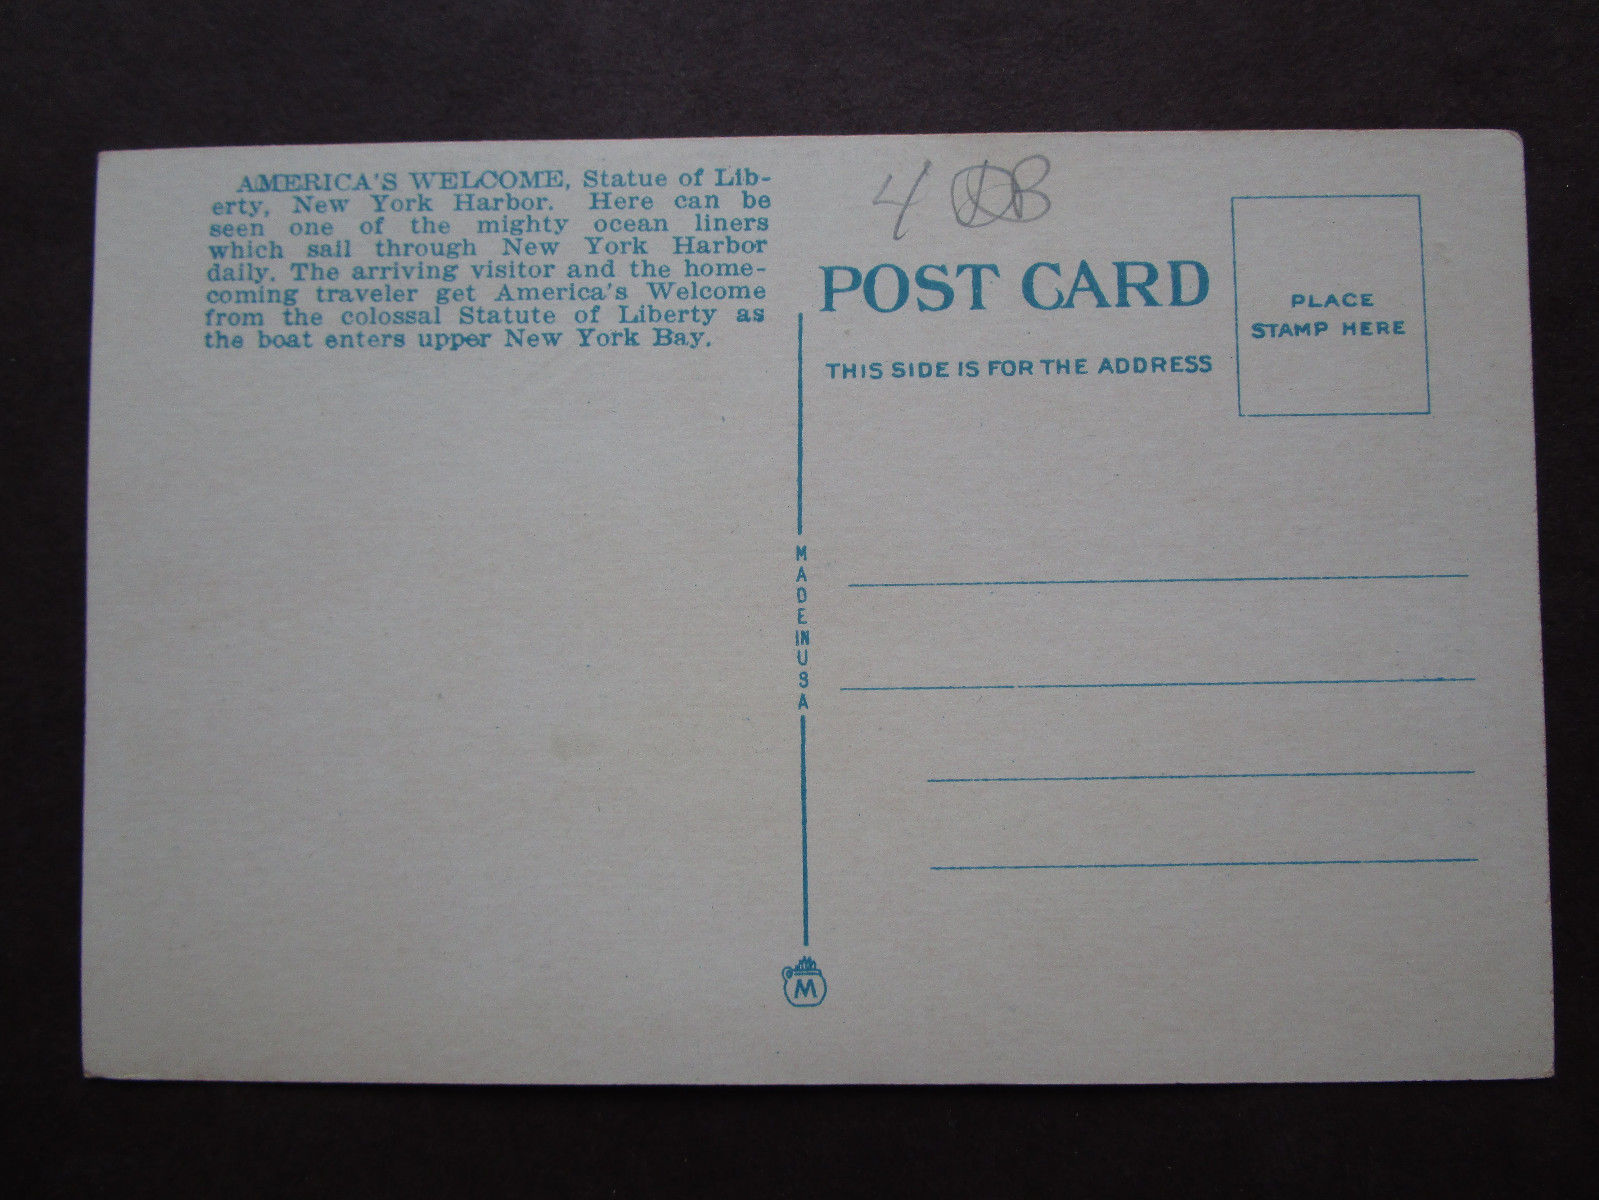 AMERICA'S WELCOME, Statue of Lib-
erty, New York Harbor. Here can be
seen one of the mighty ocean liners
which sail through New York Harbor
daily. The arriving visitor and the home-
coming traveler get America's Welcome
from the colossal Statute of Liberty as
the boat enters upper New York Bay.
4
POST CARD
THIS SIDE IS FOR THE ADDRESS
PLACE
STAMP HERE
MADE IN USA
M